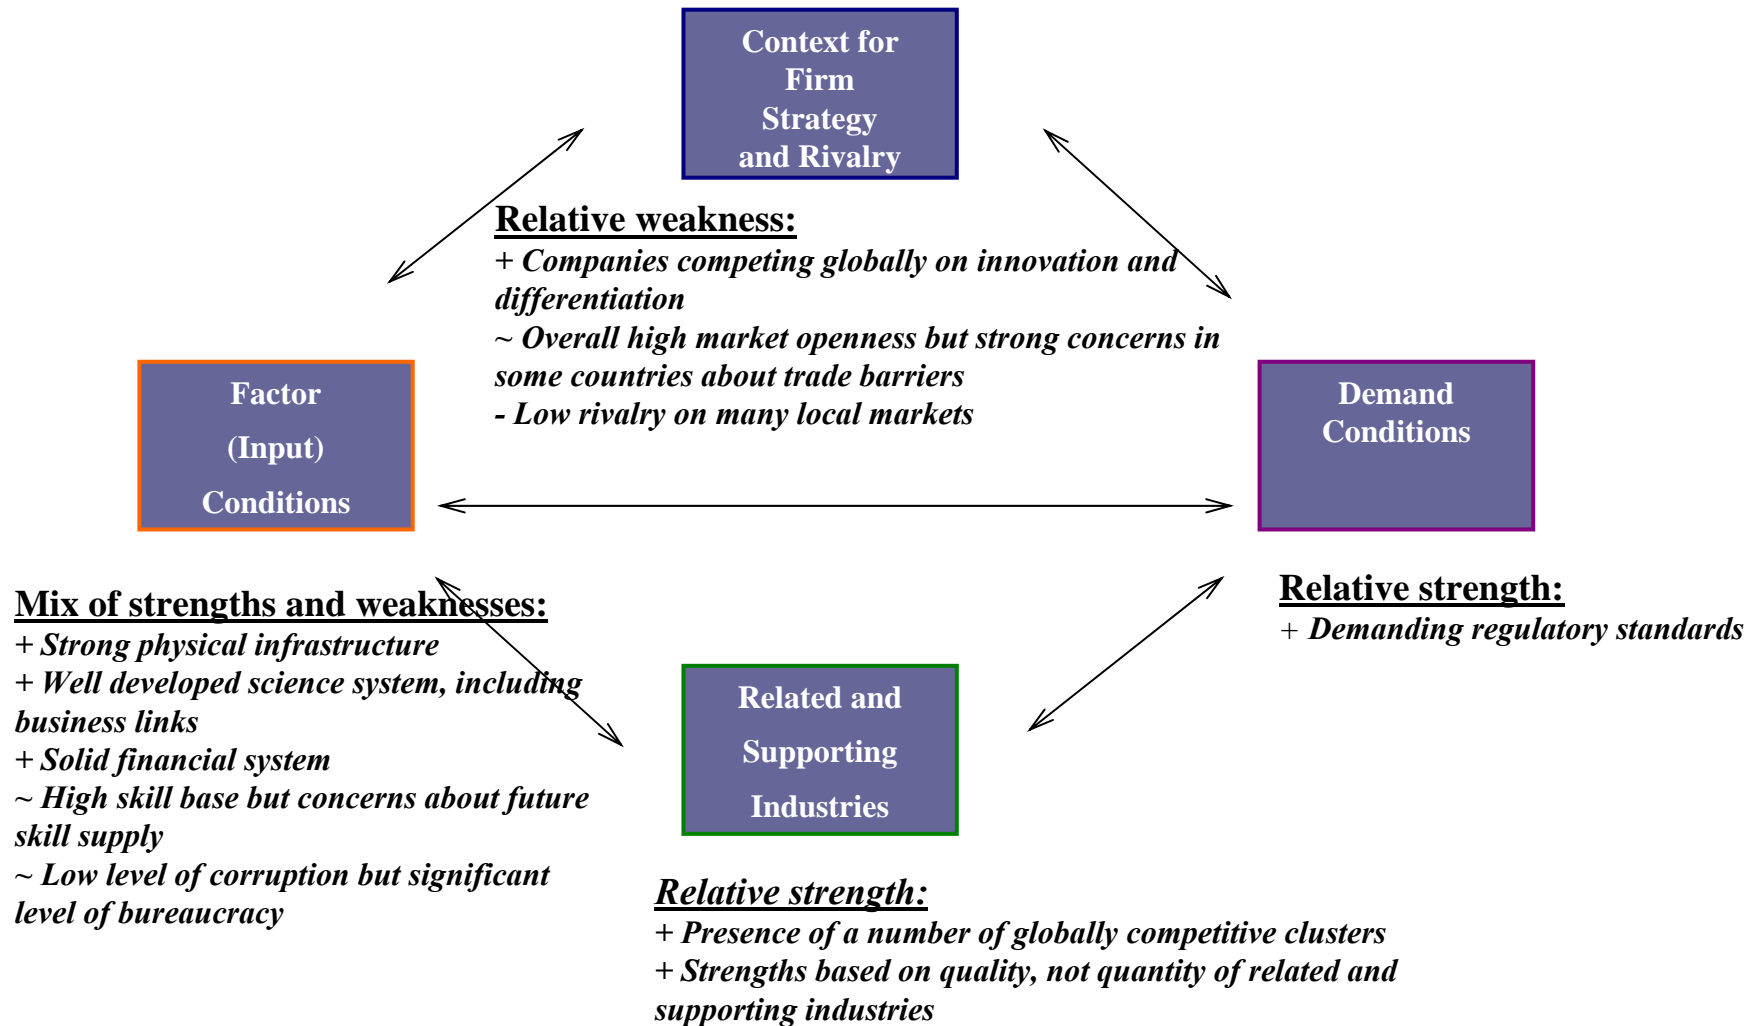 Context for
Firm
Strategy
and Rivalry
Relative weakness:
+ Companies competing globally on innovation and
differentiation
~ Overall high market openness but strong concerns in
some countries about trade barriers
- Low rivalry on many local markets
Factor
(Input)
Conditions
Demand
Conditions
Mix of strengths and weaknesses:
+ Strong physical infrastructure
+ Well developed science system, including
business links
+ Solid financial system
~ High skill base but concerns about future
skill supply
~ Low level of corruption but significant
level of bureaucracy
Relative strength:
+ Demanding regulatory standards
Related and
Supporting
Industries
Relative strength:
+ Presence of a number of globally competitive clusters
+ Strengths based on quality, not quantity of related and
supporting industries